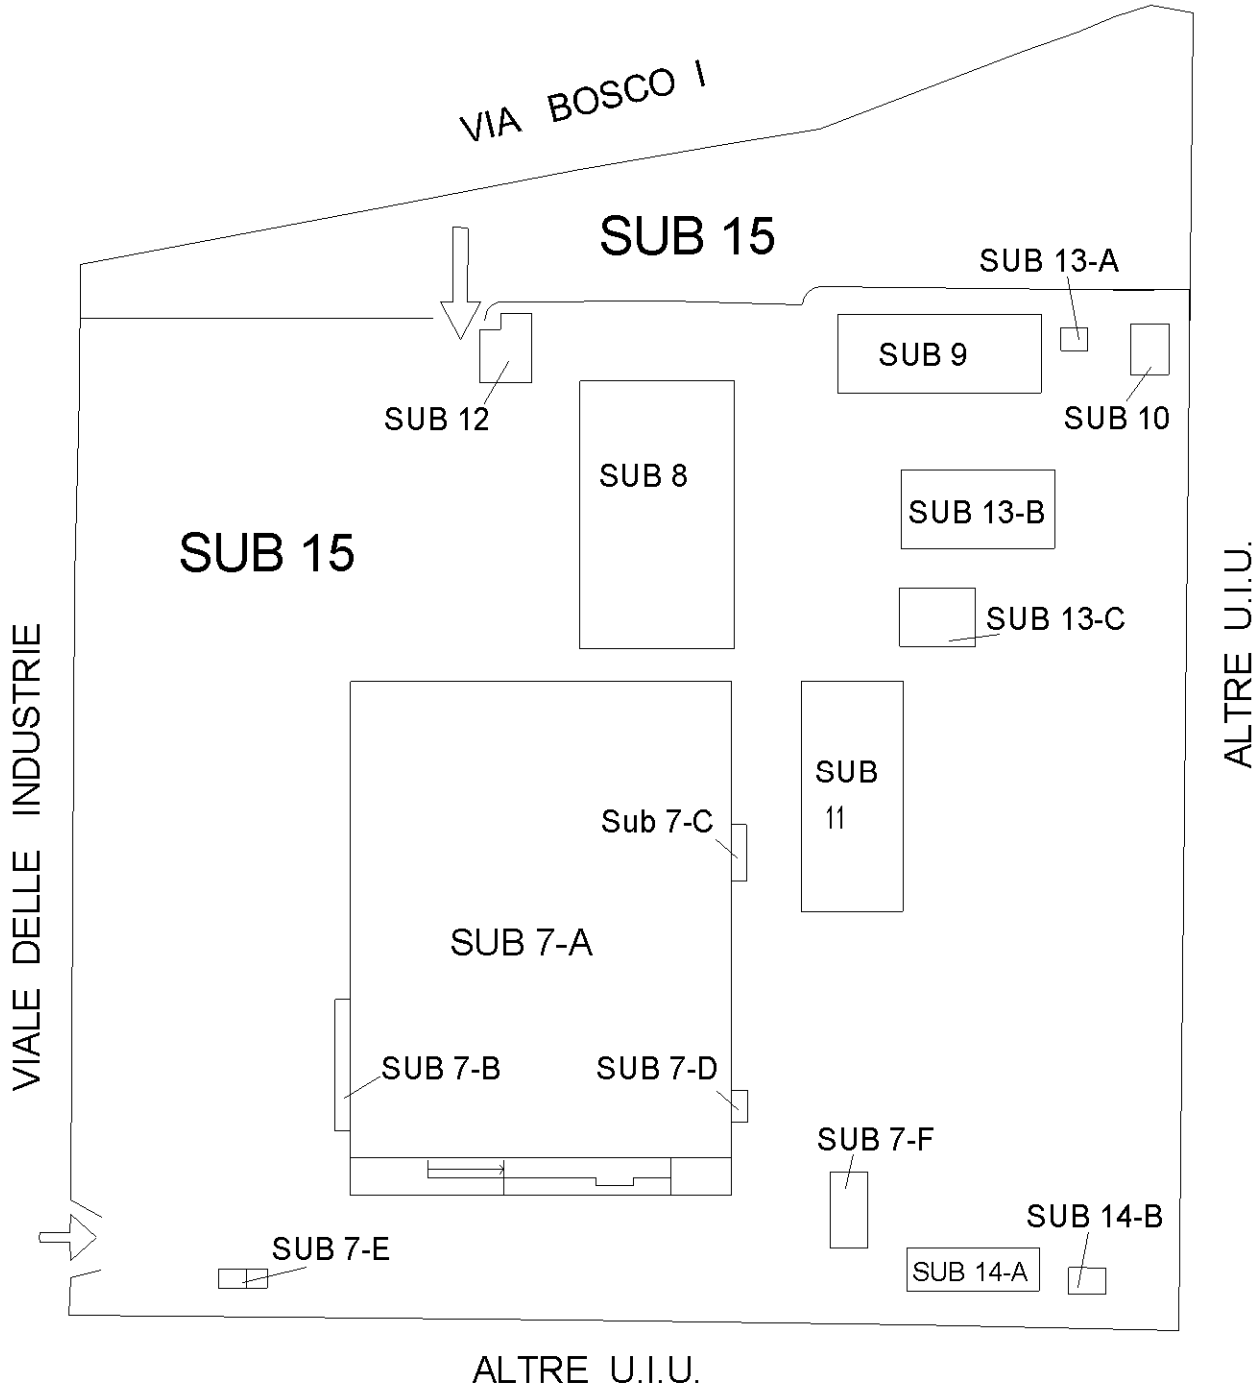 VIA BOSCO I
SUB 15
SUB 13-A
SUB 9
SUB 12
SUB 10
SUB 8
SUB 13-B
SUB 15
SUB 13-C
ALTRE U.I.U.
VIALE DELLE INDUSTRIE
SUB
11
Sub 7-C
SUB 7-A
SUB 7-B
SUB 7-D
SUB 7-F
SUB 14-B
SUB 7-E
SUB 14-A
ALTRE U.I.U.